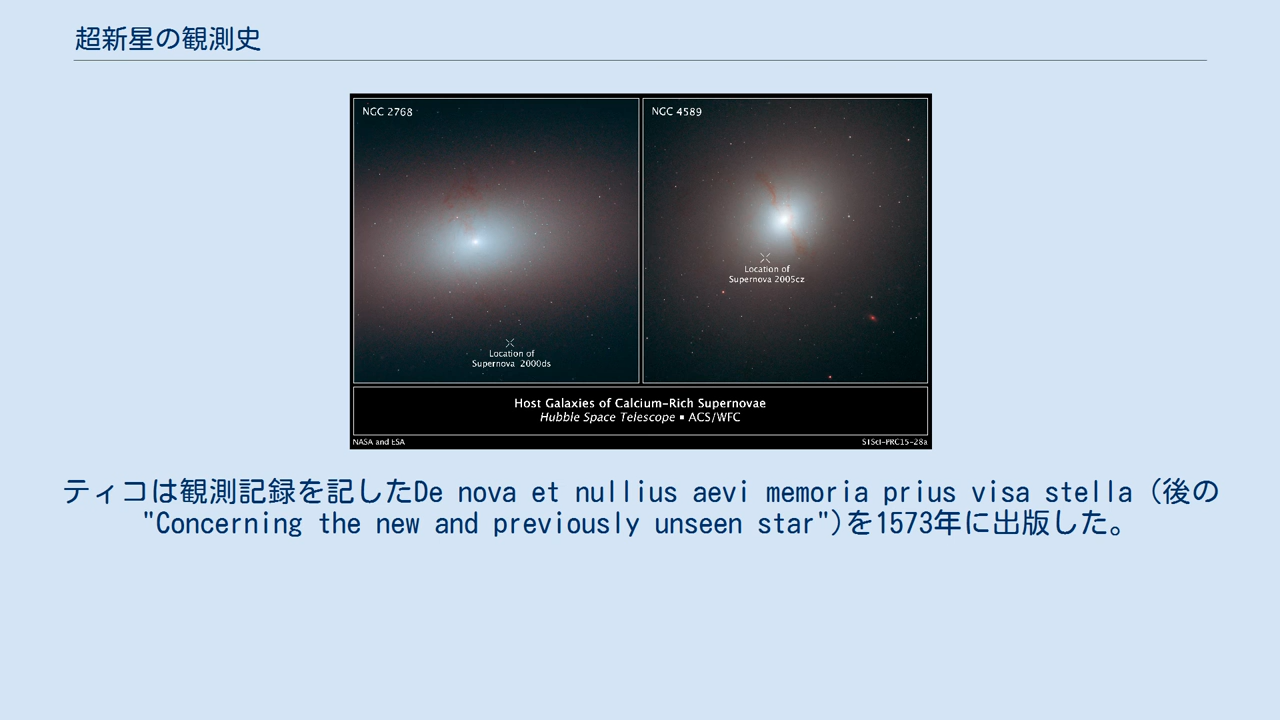 超新星の観測史
NGC 2768
NGC 4589
Location of
Supernova 2005cz
Location of
Supernova 2000ds
Host Galaxies of Calcium-Rich Supernovae
Hubble Space Telescope ▪ ACS/WFC
NASA and ESA
STScI-PRC15-28a
ティコは観測記録を記したDe nova et nullius aevi memoria prius visa stella (後の
"Concerning the new and previously unseen star")を1573年に出版した。